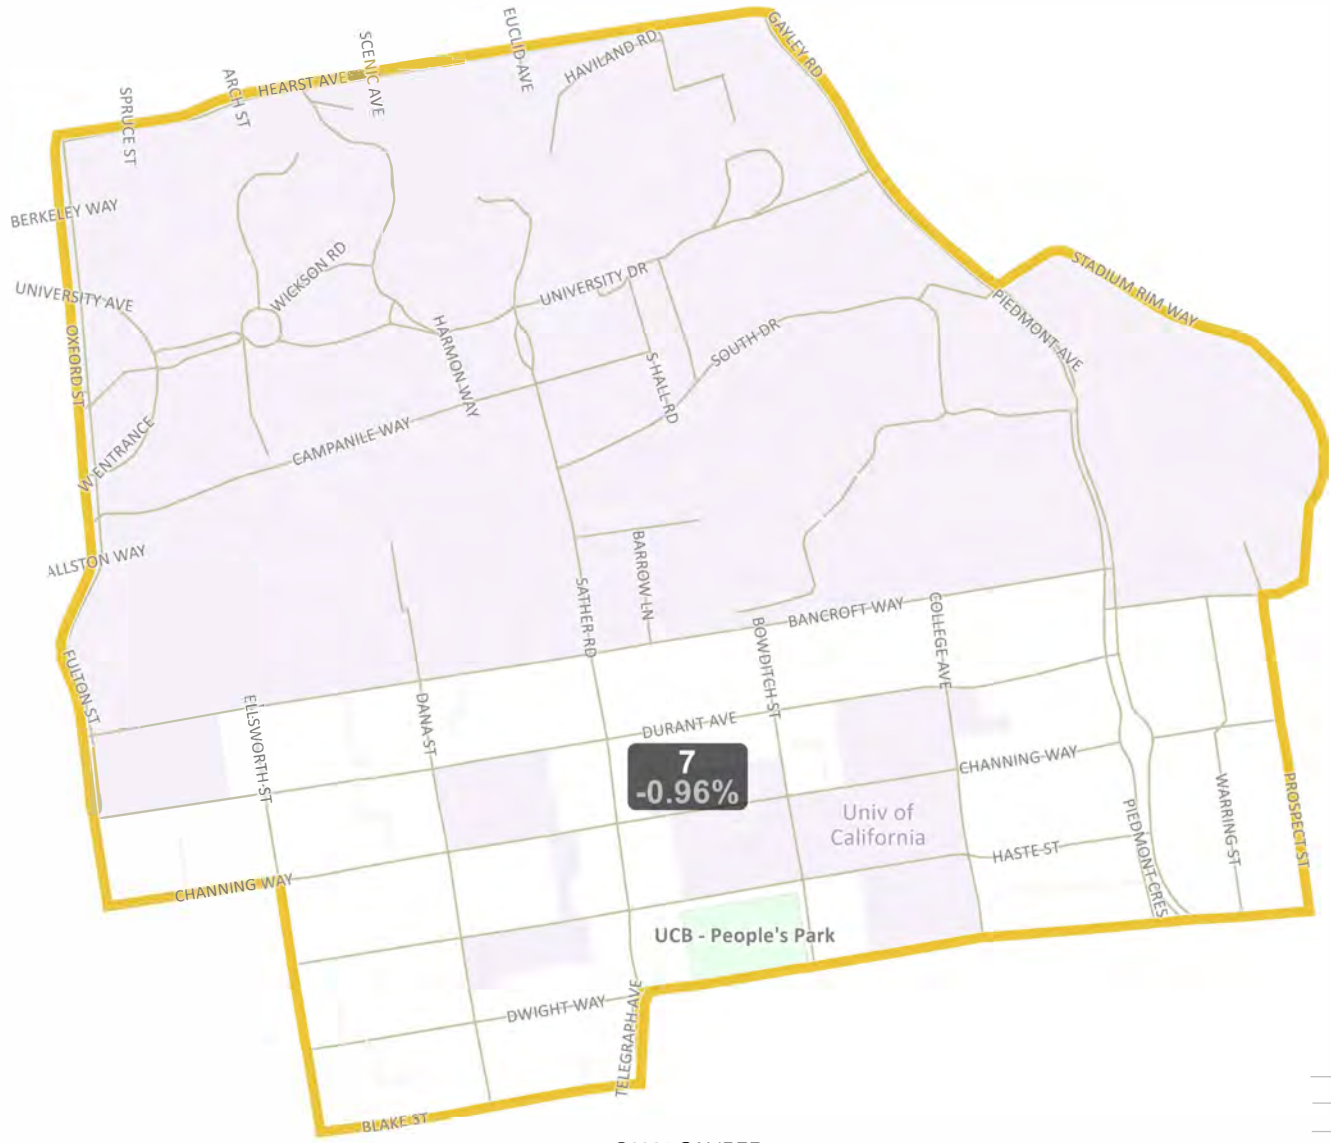 EUCLID AVE
GAYLEY RD
SCENIC AVE
HAVILAND RD
ARCH ST
HEARST AVE
SPRUCE ST
BERKELEY WAY
WICKSON RD
STADIUM RIM WAY
UNIVERSITY DR
UNIVERSITY AVE
PIEDMONT AVE
OXFORD ST
HARMON WAY
SOUTH DR
S HALL RD
W ENTRANCE
CAMPANILE WAY
ALLSTON WAY
BARROW LN
SATHER RD
BANCROFT WAY
COLLEGE AVE
BOWDITCH ST
FULTON ST
ELLSWORTH ST
DANA ST
DURANT AVE
7
-0.96%
CHANNING WAY
WARRING ST
PROSPECT ST
PIEDMONT CRES
Univ of
California
HASTE ST
CHANNING WAY
UCB - People's Park
TELEGRAPH AVE
DWIGHT WAY
BLAKE ST